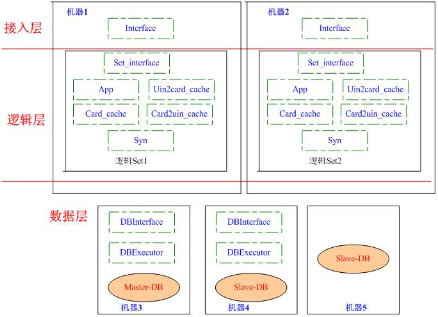 机器1
机器2
接入层
Interface
Interface
Set_interface
Set_interface
App
Uin2card_cache
App
Uin2card_cache
逻辑层
Card_cache
Card2uin_cache
Card_cache
Card2uin_cache
Syn
Syn
逻辑Set1
逻辑Set2
数据层
DBInterface
DBInterface
DBExecutor
DBExecutor
Slave-DB
Master-DB
Slave-DB
机器3
机器4
机器5